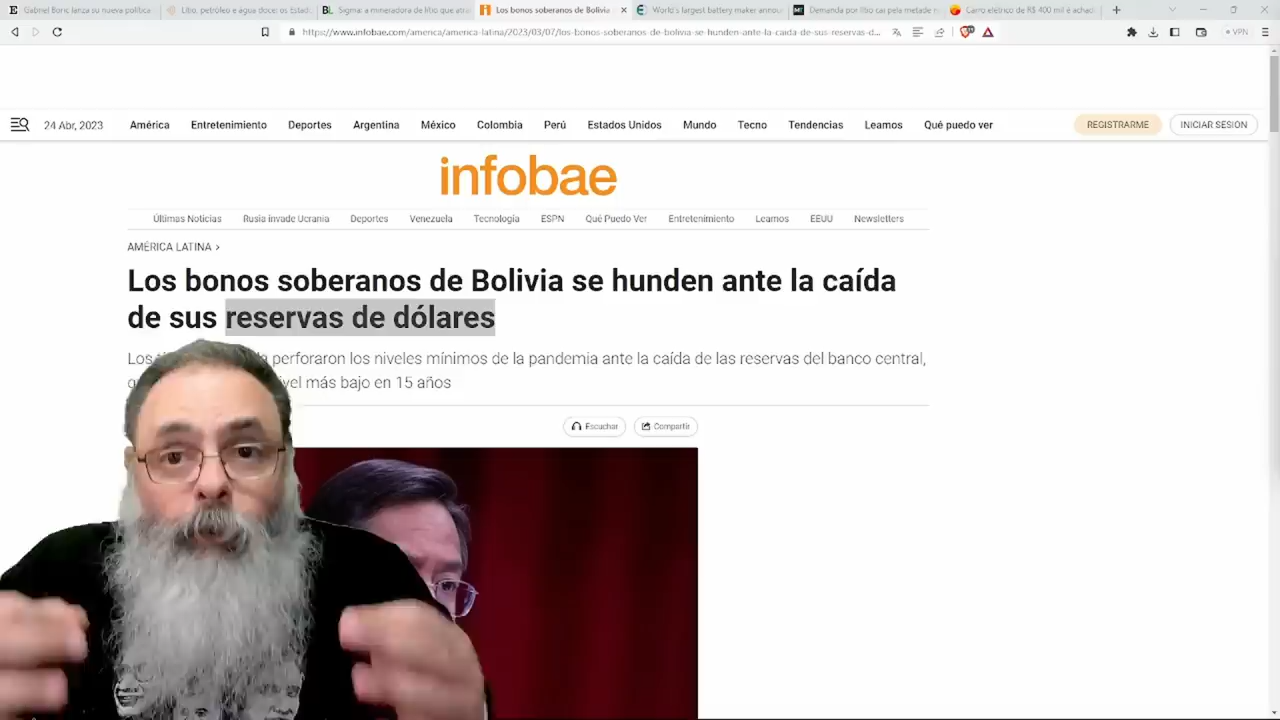 Gabriel Boric lanza su nueva política
Lítio, petróleo e água doce: os Estad
Sigma: a mineradora de lítio que atra
Los bonos soberanos de Bolivia
World's largest battery maker annou
Demanda por lítio cai pela metade n
Carro elétrico de R$ 400 mil é achad
https://www.infobae.com/america/america-latina/2023/03/07/los-bonos-soberanos-de-bolivia-se-hunden-ante-la-caida-de-sus-reservas-d...
VPN
24 Abr, 2023
América Entretenimiento Deportes Argentina México Colombia Perú Estados Unidos Mundo Tecno Tendencias Leamos Qué puedo ver
REGISTRARME INICIAR SESIÓN
infobae
Últimas Noticias Rusia invade Ucrania Deportes Venezuela Tecnología ESPN Qué Puedo Ver Entretenimiento Leamos EEUU Newsletters
AMÉRICA LATINA >
Los bonos soberanos de Bolivia se hunden ante la caída
de sus reservas de dólares
Los perforaron los niveles mínimos de la pandemia ante la caída de las reservas del banco central,
más bajo en 15 años
Escuchar Compartir